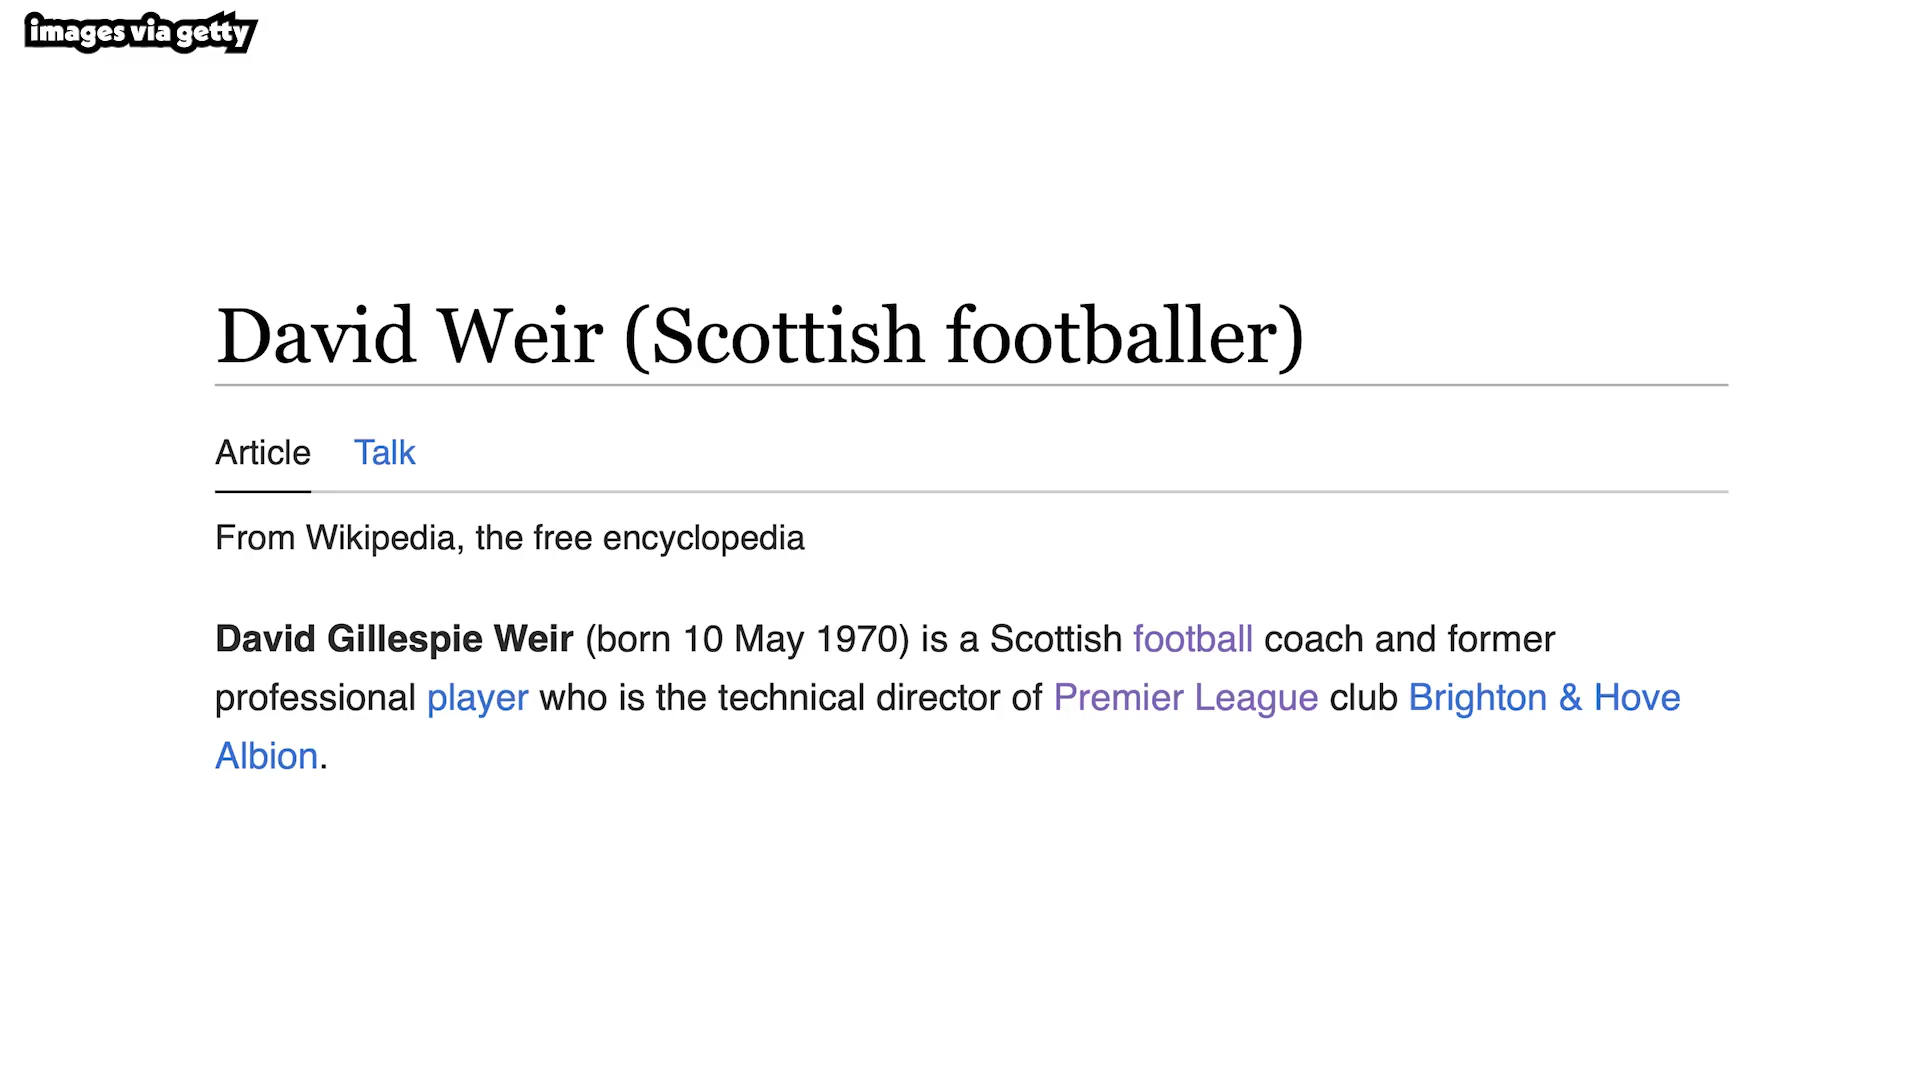 images via getty
David Weir (Scottish footballer)
Article Talk
From Wikipedia, the free encyclopedia
David Gillespie Weir (born 10 May 1970) is a Scottish football coach and former
professional player who is the technical director of Premier League club Brighton & Hove
Albion.